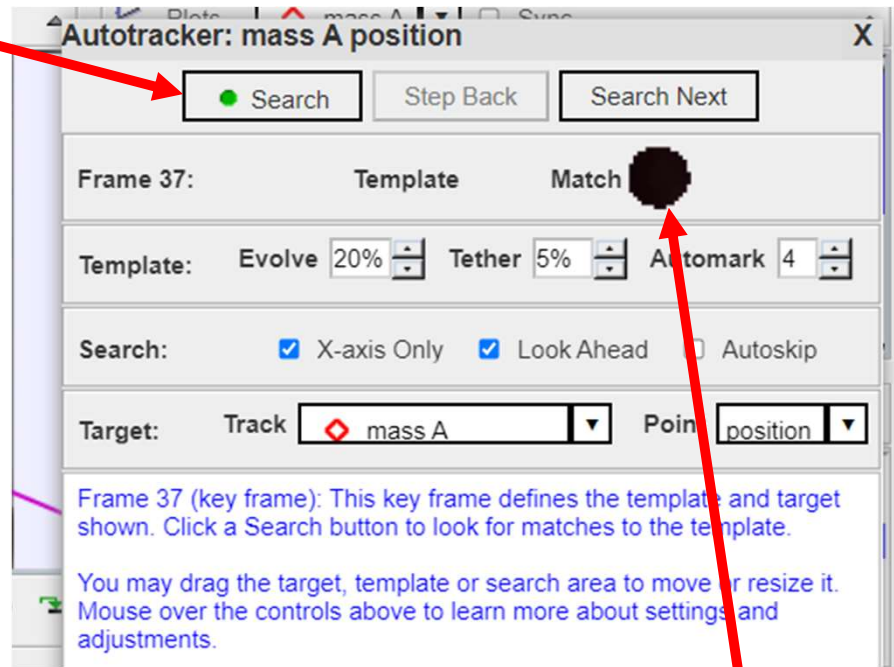 Plots mass A Sync
Autotracker: mass A position X
Search Step Back Search Next
Frame 37: Template Match
Template: Evolve 20% Tether 5% Automark 4
Search: X-axis Only Look Ahead Autoskip
Target: Track mass A Poin position
Frame 37 (key frame): This key frame defines the template and target
shown. Click a Search button to look for matches to the template.
You may drag the target, template or search area to move or resize it.
Mouse over the controls above to learn more about settings and
adjustments.